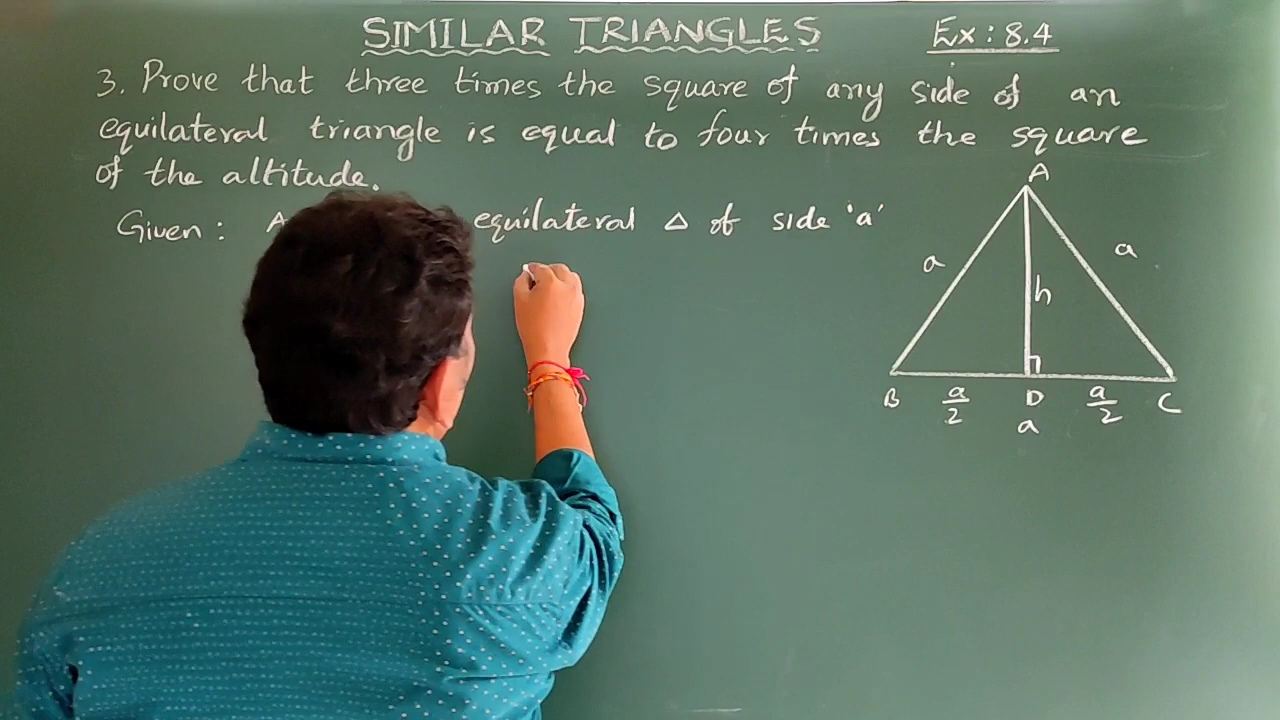 SIMILAR TRIANGLES Ex: 8.4
3. Prove that three times the square of any side of an
equilateral triangle is equal to four times the square
of the altitude.
Given: A equilateral △ of side 'a'
A
a a
h
B a/2 D a/2 C
a